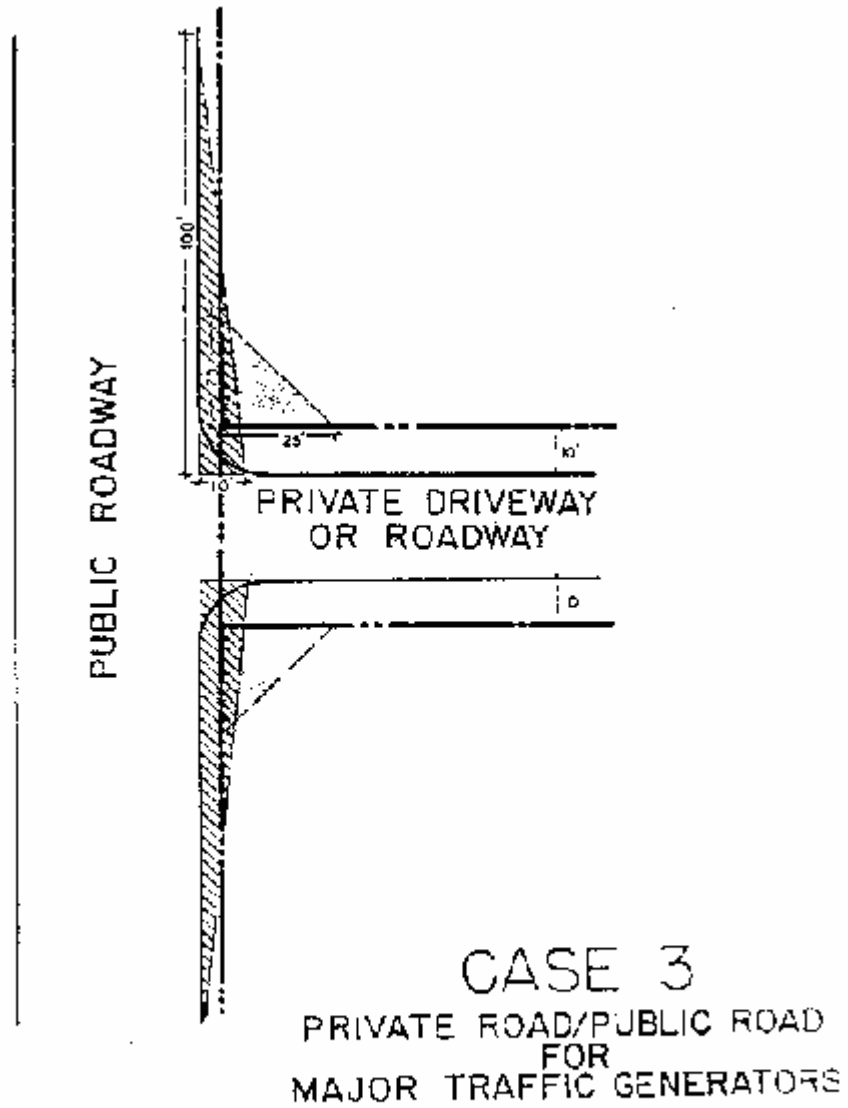 100'
PUBLIC ROADWAY
25'
10'
10
PRIVATE DRIVEWAY
OR ROADWAY
CASE 3
PRIVATE ROAD/PUBLIC ROAD
FOR
MAJOR TRAFFIC GENERATORS